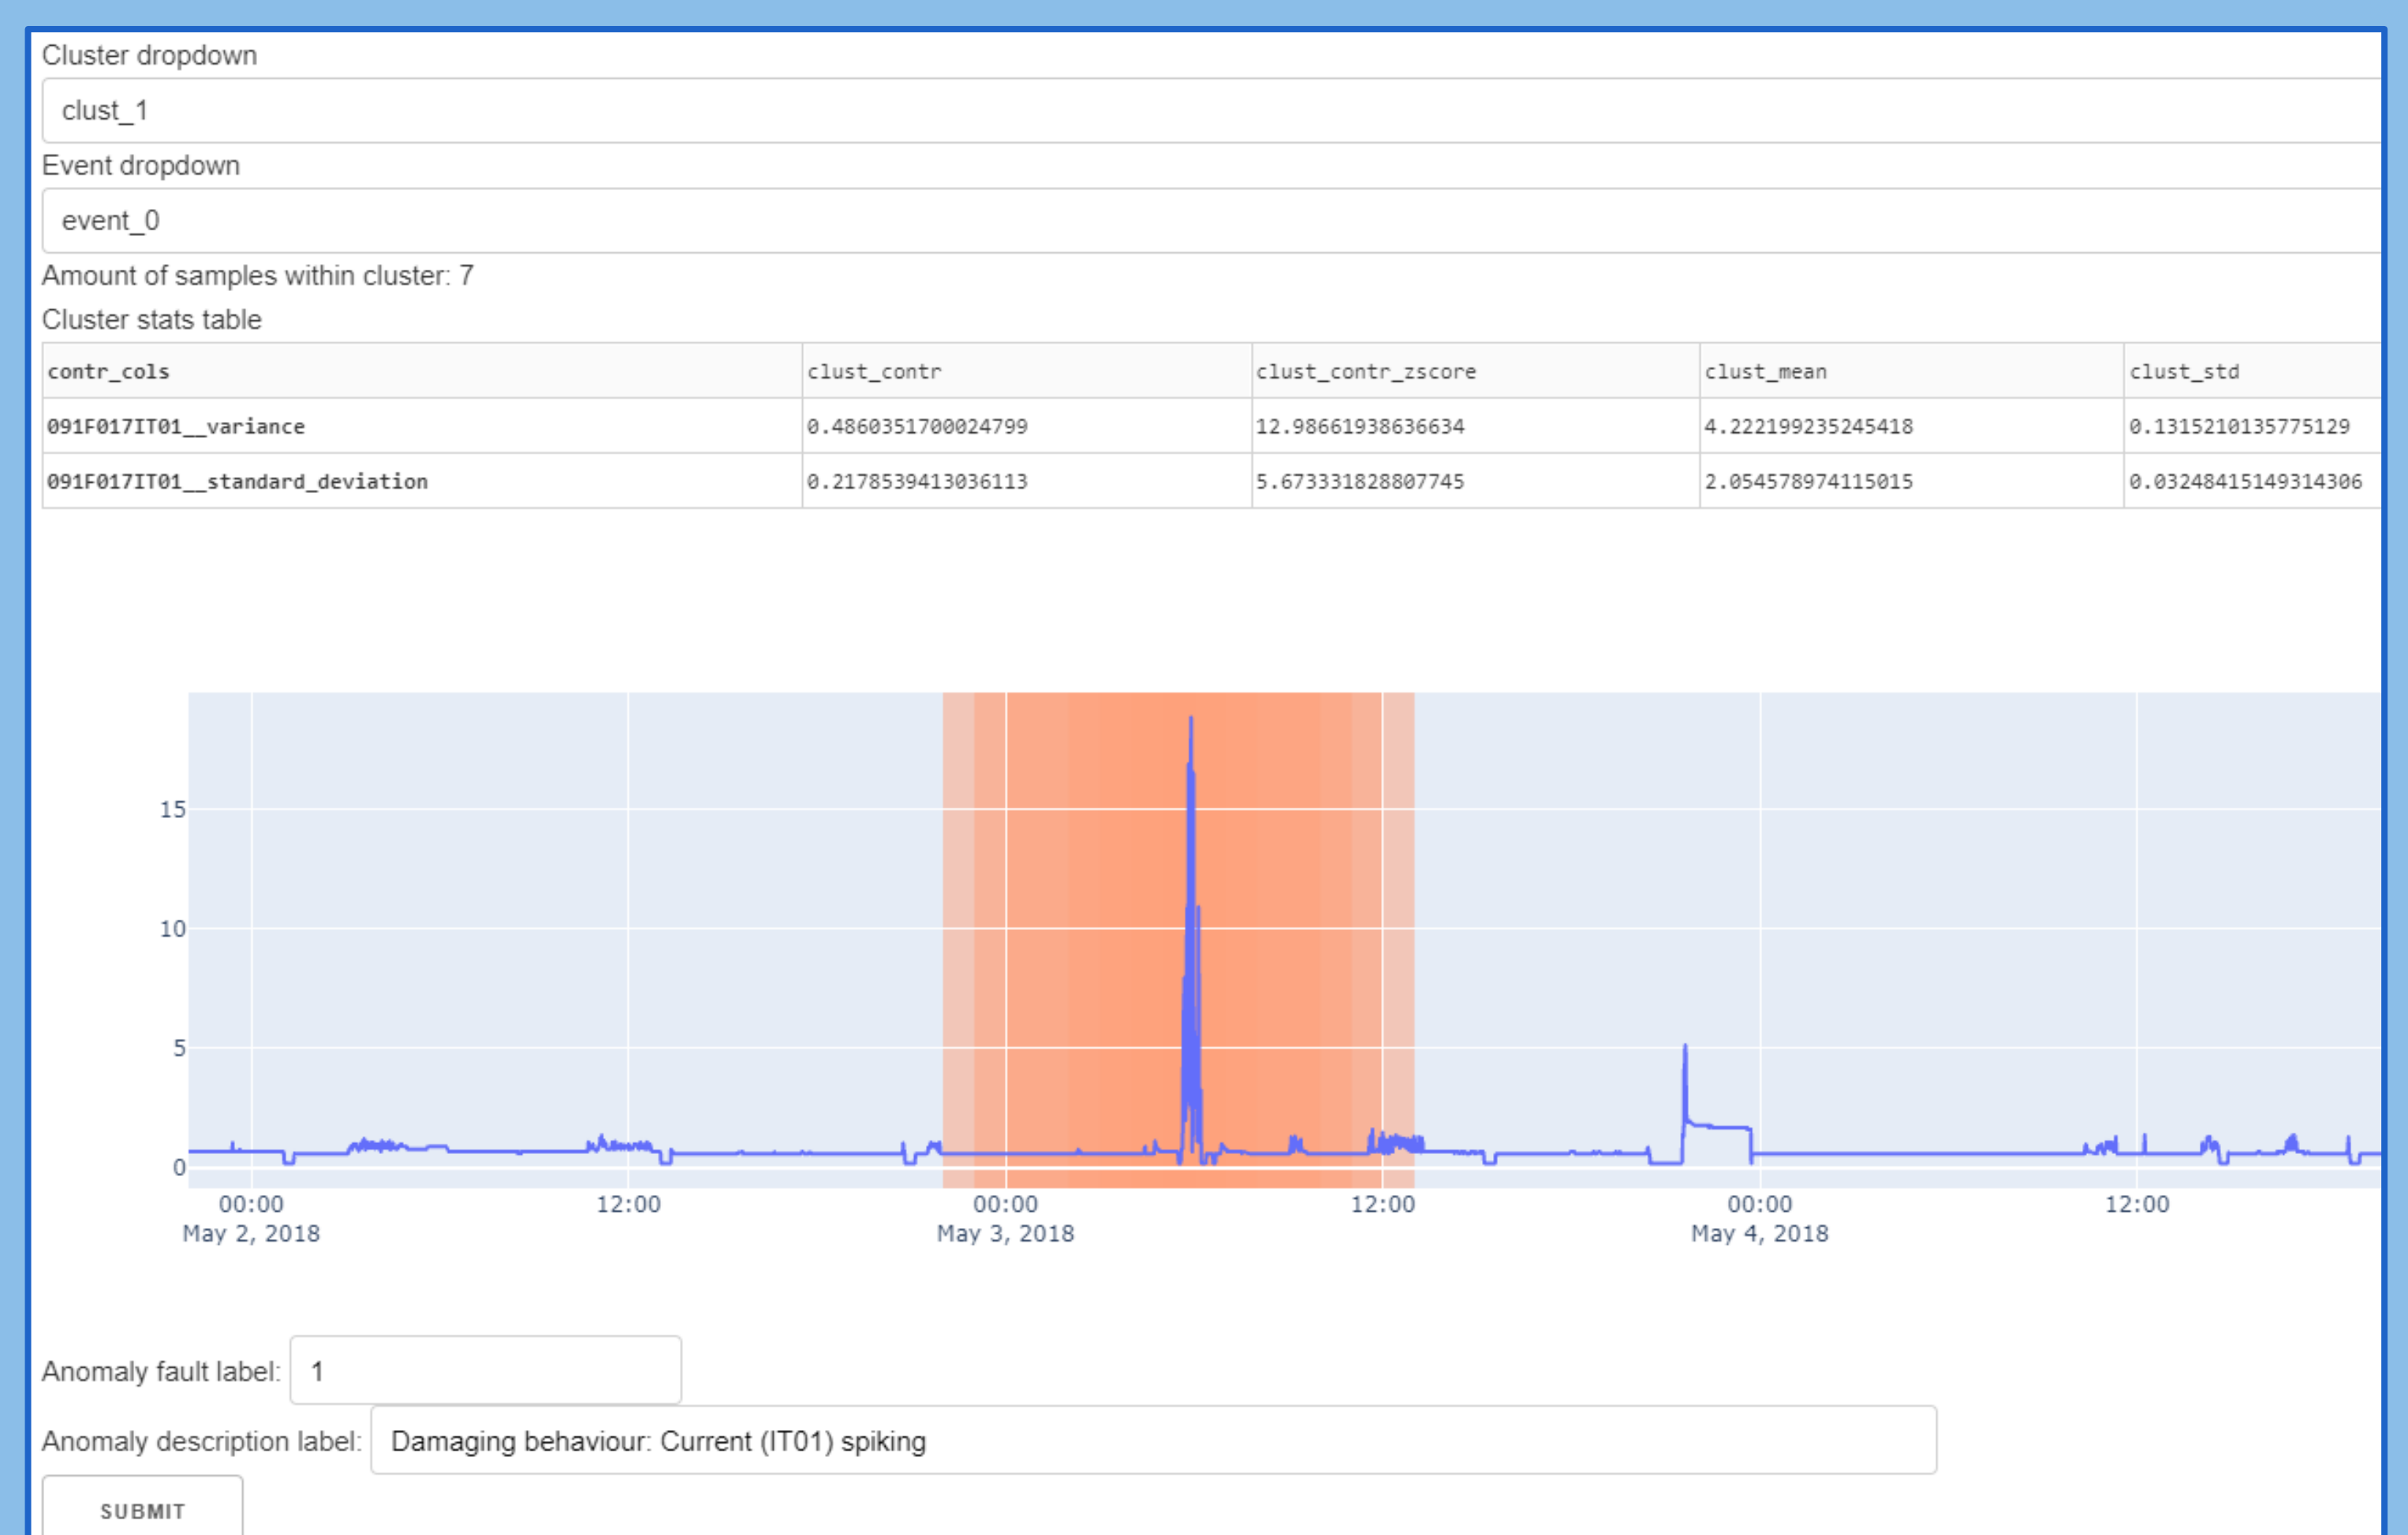 Cluster dropdown
clust_1
Event dropdown
event_0
Amount of samples within cluster: 7
Cluster stats table
contr_cols clust_contr clust_contr_zscore clust_mean clust_std
091F017IT01__variance 0.4860351700024799 12.98661938636634 4.222199235245418 0.1315210135775129
091F017IT01__standard_deviation 0.2178539413036113 5.673331828807745 2.054578974115015 0.03248415149314306
15
10
5
0
00:00 12:00 00:00 12:00 00:00 12:00
May 2, 2018 May 3, 2018 May 4, 2018
Anomaly fault label: 1
Anomaly description label: Damaging behaviour: Current (IT01) spiking
SUBMIT